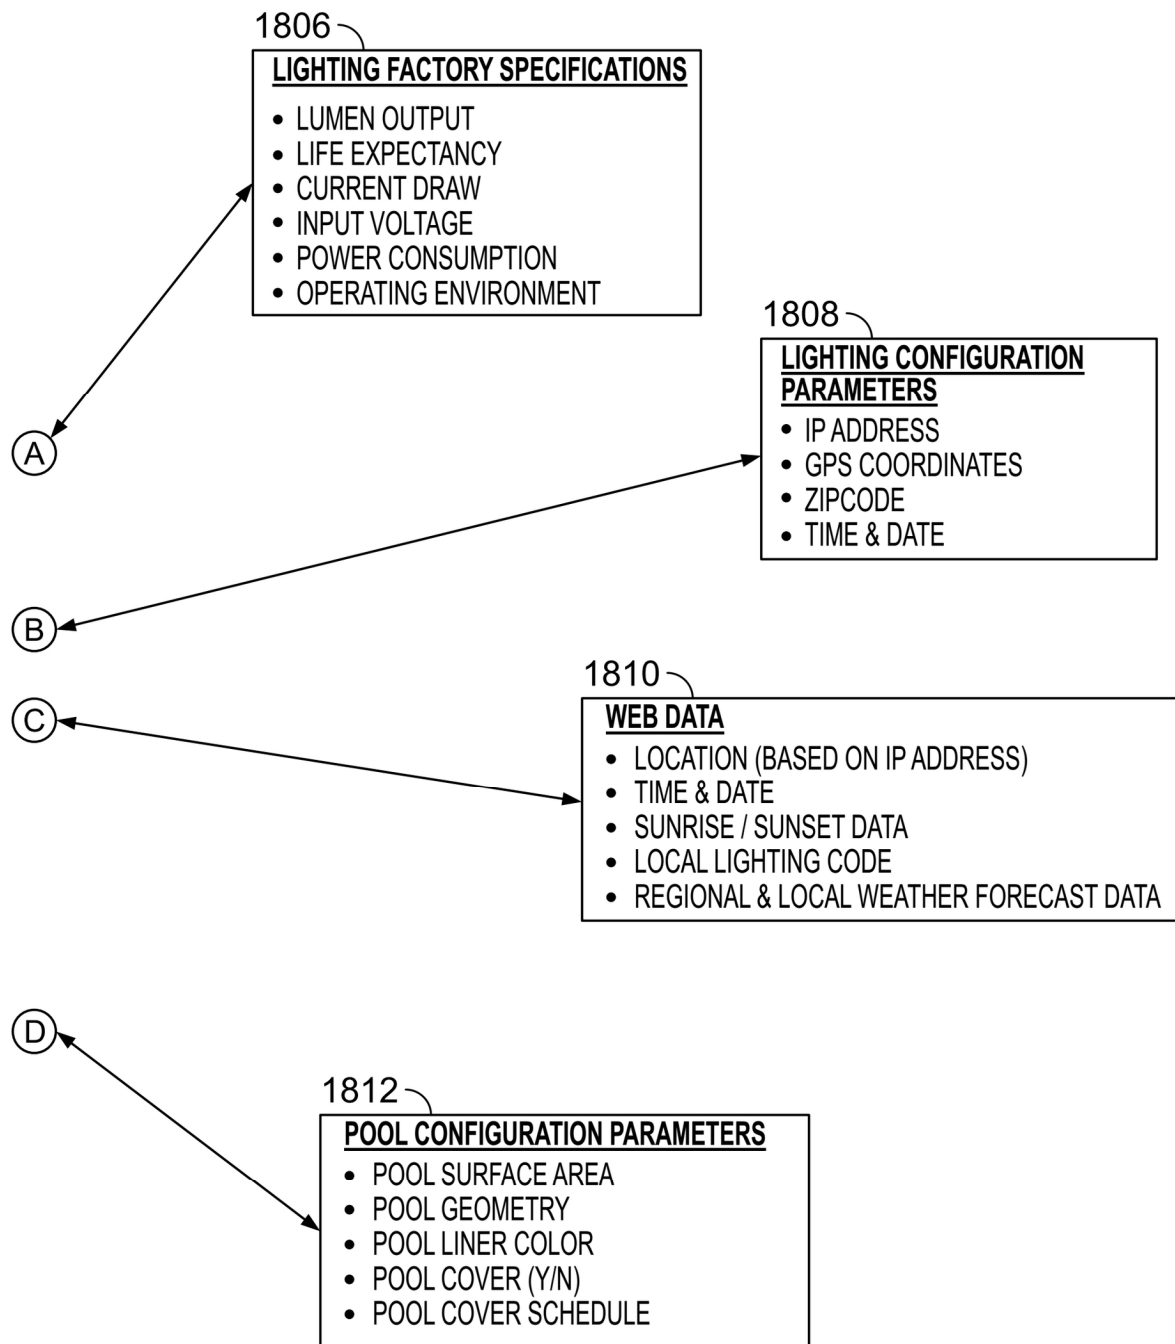 1806
LIGHTING FACTORY SPECIFICATIONS
• LUMEN OUTPUT
• LIFE EXPECTANCY
• CURRENT DRAW
• INPUT VOLTAGE
• POWER CONSUMPTION
• OPERATING ENVIRONMENT
1808
LIGHTING CONFIGURATION
PARAMETERS
• IP ADDRESS
• GPS COORDINATES
• ZIPCODE
• TIME & DATE
A
B
1810
WEB DATA
• LOCATION (BASED ON IP ADDRESS)
• TIME & DATE
• SUNRISE / SUNSET DATA
• LOCAL LIGHTING CODE
• REGIONAL & LOCAL WEATHER FORECAST DATA
C
D
1812
POOL CONFIGURATION PARAMETERS
• POOL SURFACE AREA
• POOL GEOMETRY
• POOL LINER COLOR
• POOL COVER (Y/N)
• POOL COVER SCHEDULE